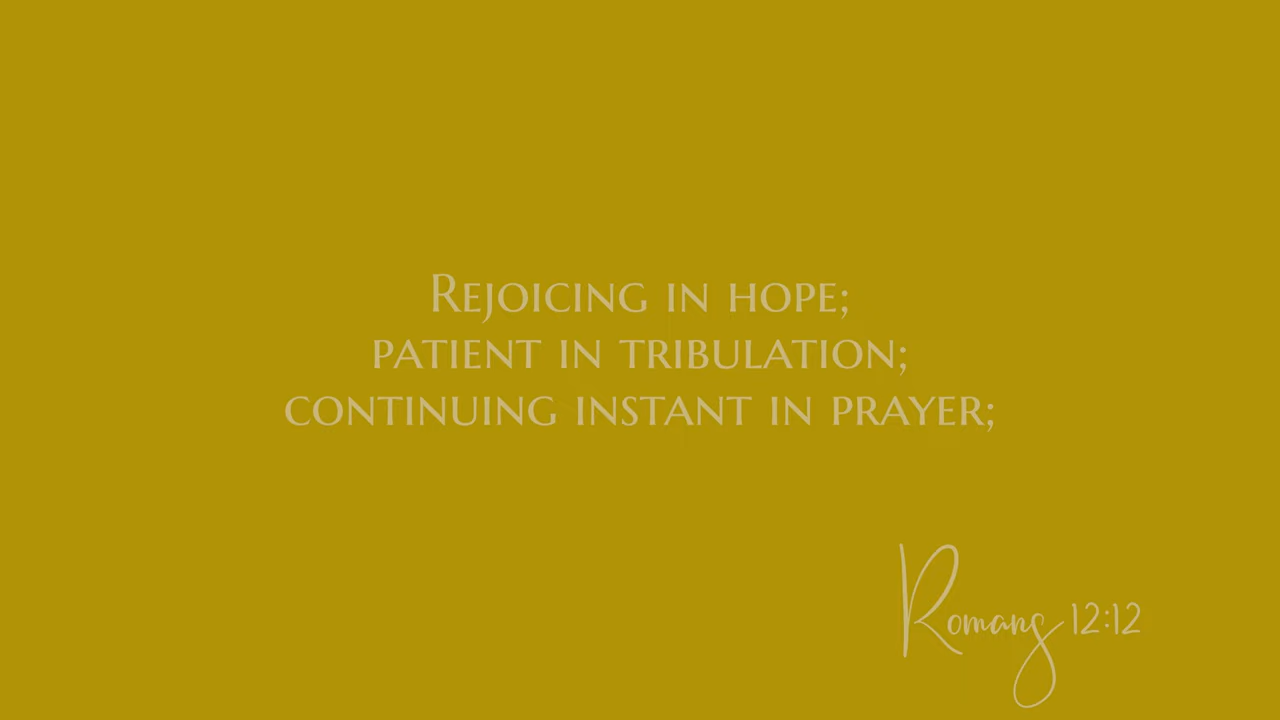 Rejoicing in hope;
patient in tribulation;
continuing instant in prayer;
Romans 12:12